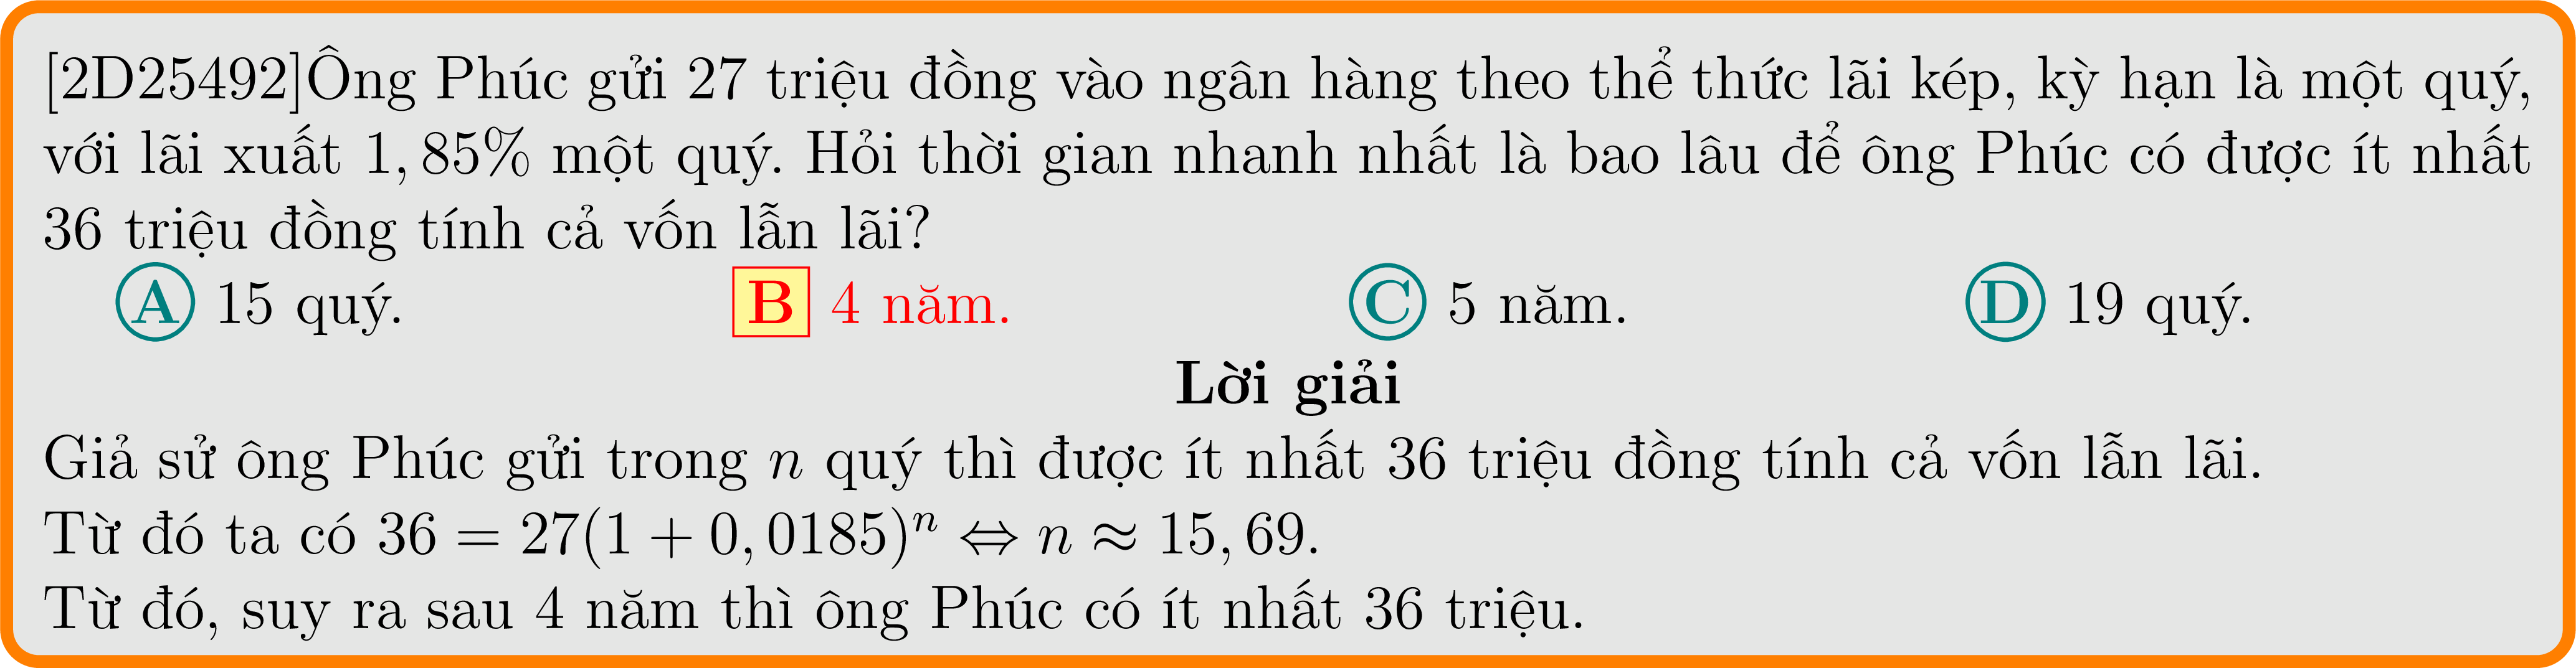 [2D25492]Ông Phúc gửi 27 triệu đồng vào ngân hàng theo thể thức lãi kép, kỳ hạn là một quý,
với lãi xuất 1, 85% một quý. Hỏi thời gian nhanh nhất là bao lâu để ông Phúc có được ít nhất
36 triệu đồng tính cả vốn lẫn lãi?
A 15 quý. B 4 năm. C 5 năm. D 19 quý.
Lời giải
Giả sử ông Phúc gửi trong n quý thì được ít nhất 36 triệu đồng tính cả vốn lẫn lãi.
Từ đó ta có 36 = 27(1 + 0, 0185)ⁿ ⇔ n ≈ 15, 69.
Từ đó, suy ra sau 4 năm thì ông Phúc có ít nhất 36 triệu.